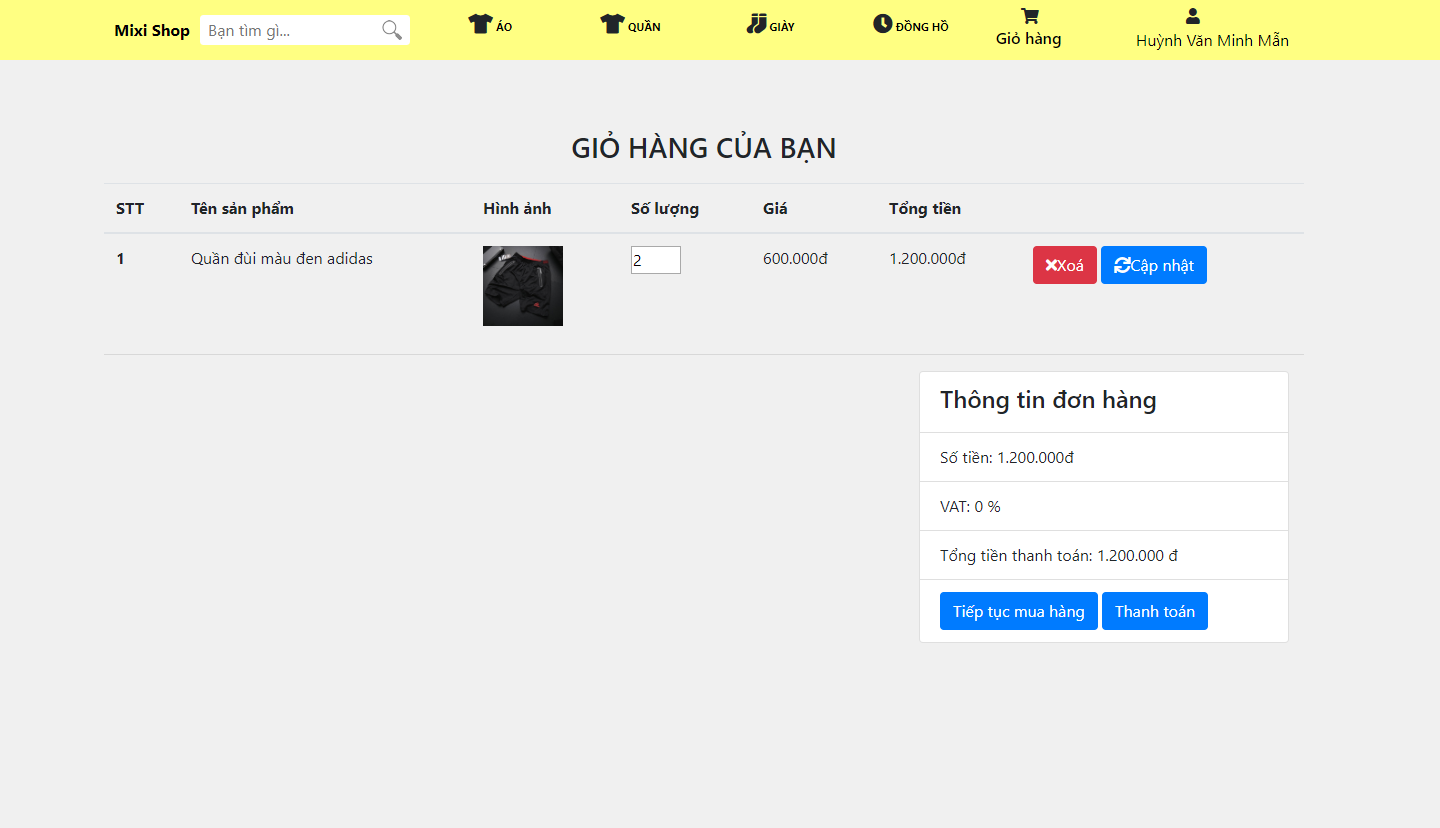 Mixi Shop Bạn tìm gì... ÁO QUẦN GIÀY ĐỒNG HỒ Giỏ hàng Huỳnh Văn Minh Mẫn
GIỎ HÀNG CỦA BẠN
STT Tên sản phẩm Hình ảnh Số lượng Giá Tổng tiền
1 Quần đùi màu đen adidas 2 600.000đ 1.200.000đ Xoá Cập nhật
Thông tin đơn hàng
Số tiền: 1.200.000đ
VAT: 0 %
Tổng tiền thanh toán: 1.200.000 đ
Tiếp tục mua hàng Thanh toán